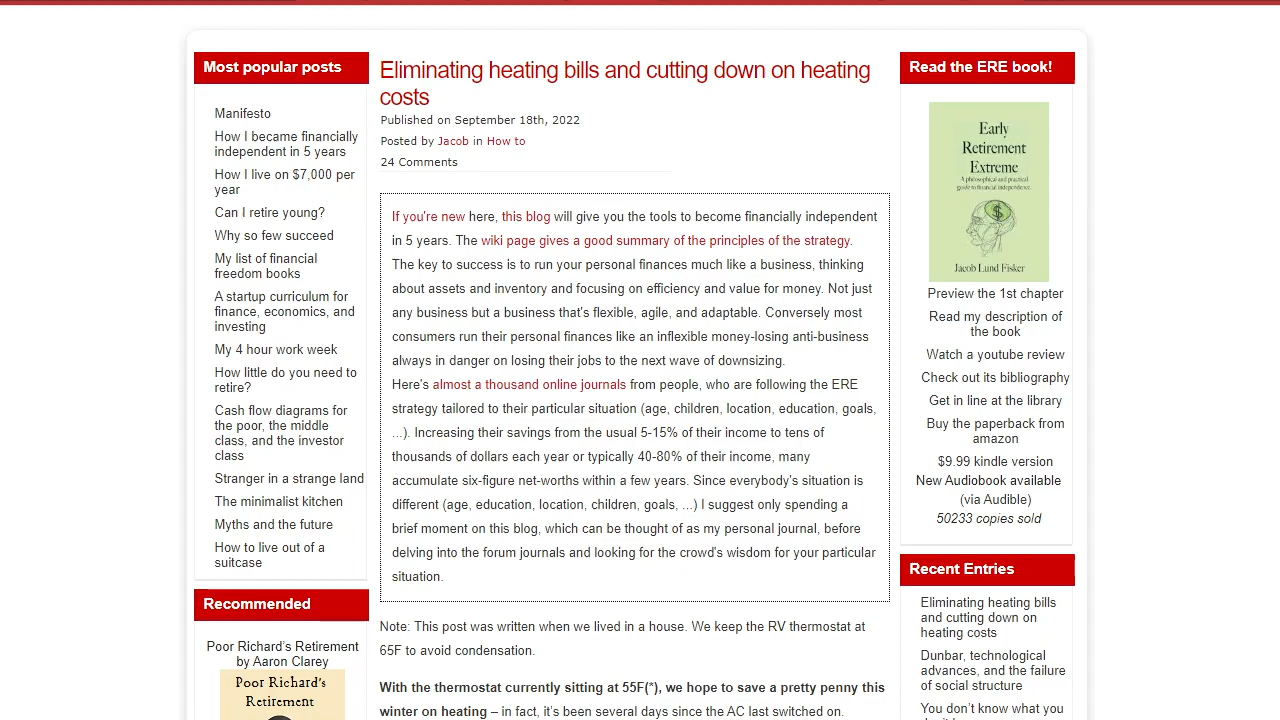 Most popular posts
Manifesto
How I became financially
independent in 5 years
How I live on $7,000 per
year
Can I retire young?
Why so few succeed
My list of financial
freedom books
A startup curriculum for
finance, economics, and
investing
My 4 hour work week
How little do you need to
retire?
Cash flow diagrams for
the poor, the middle
class, and the investor
class
Stranger in a strange land
The minimalist kitchen
Myths and the future
How to live out of a
suitcase
Recommended
Poor Richard's Retirement
by Aaron Clarey
Poor Richard's
Retirement
Eliminating heating bills and cutting down on heating
costs
Published on September 18th, 2022
Posted by Jacob in How to
24 Comments
If you're new here, this blog will give you the tools to become financially independent
in 5 years. The wiki page gives a good summary of the principles of the strategy.
The key to success is to run your personal finances much like a business, thinking
about assets and inventory and focusing on efficiency and value for money. Not just
any business but a business that's flexible, agile, and adaptable. Conversely most
consumers run their personal finances like an inflexible money-losing anti-business
always in danger on losing their jobs to the next wave of downsizing.
Here's almost a thousand online journals from people, who are following the ERE
strategy tailored to their particular situation (age, children, location, education, goals,
...). Increasing their savings from the usual 5-15% of their income to tens of
thousands of dollars each year or typically 40-80% of their income, many
accumulate six-figure net-worths within a few years. Since everybody's situation is
different (age, education, location, children, goals, ...) I suggest only spending a
brief moment on this blog, which can be thought of as my personal journal, before
delving into the forum journals and looking for the crowd's wisdom for your particular
situation.
Note: This post was written when we lived in a house. We keep the RV thermostat at
65F to avoid condensation.
With the thermostat currently sitting at 55F(*), we hope to save a pretty penny this
winter on heating – in fact, it's been several days since the AC last switched on.
Read the ERE book!
Early
Retirement
Extreme
A philosophical and practical
guide to financial independence.
Jacob Lund Fisker
Preview the 1st chapter
Read my description of
the book
Watch a youtube review
Check out its bibliography
Get in line at the library
Buy the paperback from
amazon
$9.99 kindle version
New Audiobook available
(via Audible)
50233 copies sold
Recent Entries
Eliminating heating bills
and cutting down on
heating costs
Dunbar, technological
advances, and the failure
of social structure
You don't know what you